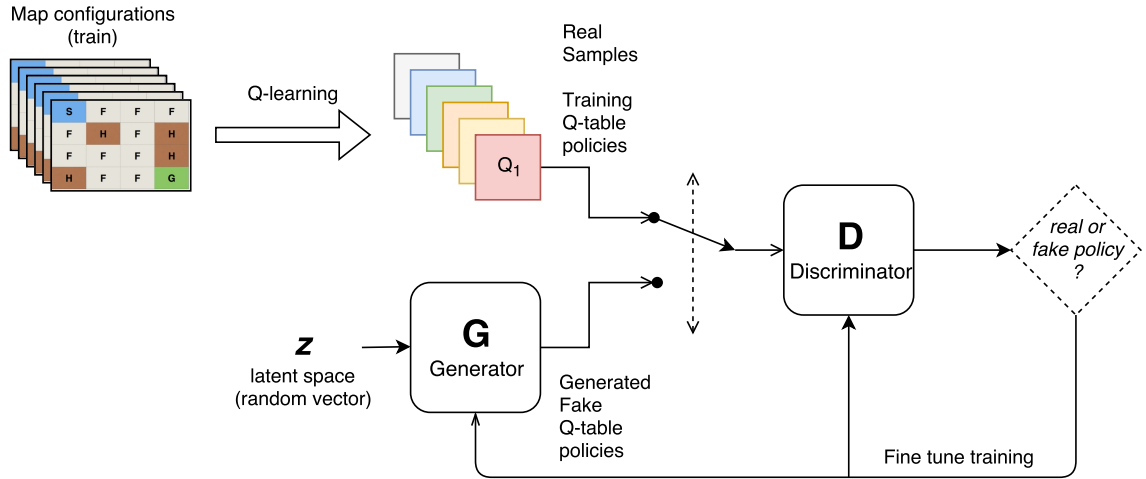 Map configurations
(train)
S F F F
F H F H
F F F H
H F F G
Q-learning
Q1
Real
Samples
Training
Q-table
policies
z
latent space
(random vector)
G
Generator
Generated
Fake
Q-table
policies
D
Discriminator
real or
fake policy
?
Fine tune training